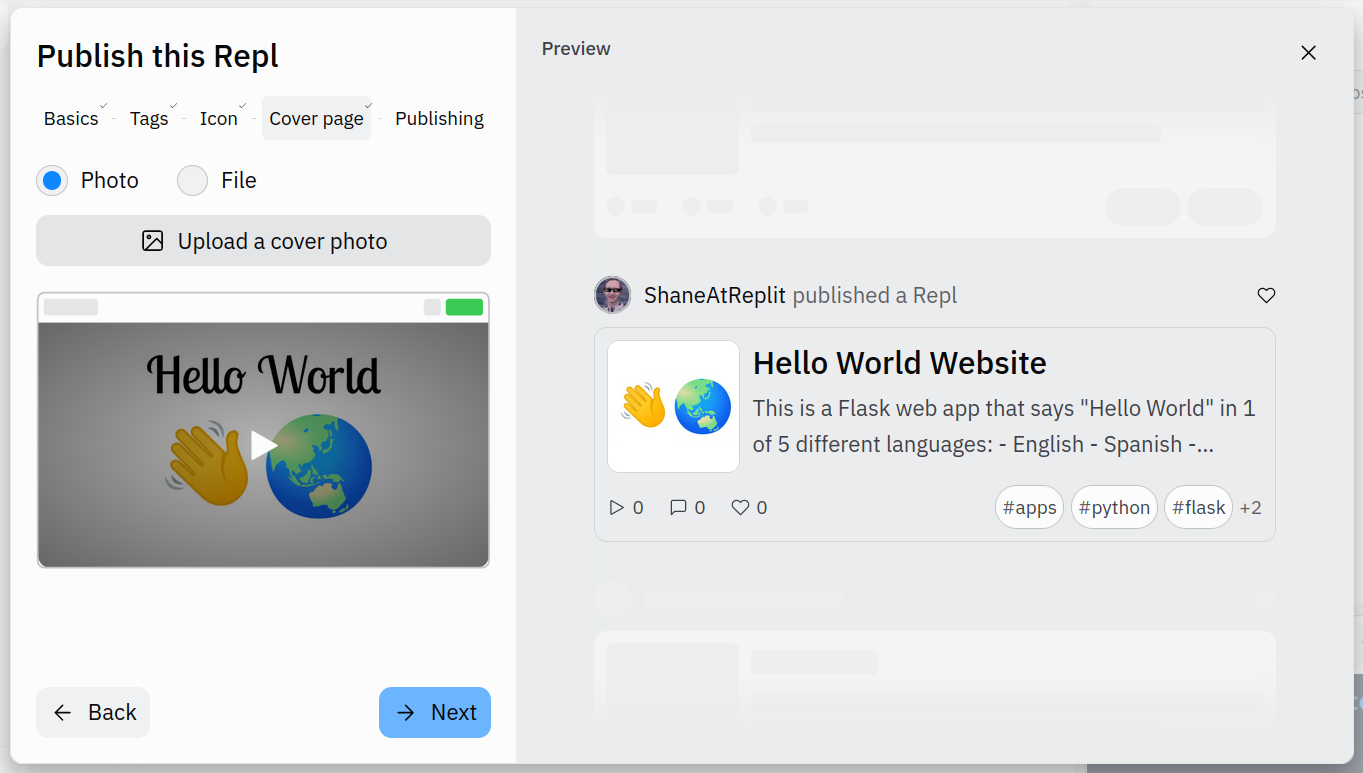 Publish this Repl
Basics - Tags - Icon - Cover page - Publishing
Photo File
Upload a cover photo
Hello World
Back
Next
Preview
ShaneAtReplit published a Repl
Hello World Website
This is a Flask web app that says "Hello World" in 1
of 5 different languages: - English - Spanish -...
0 0 0
#apps #python #flask +2